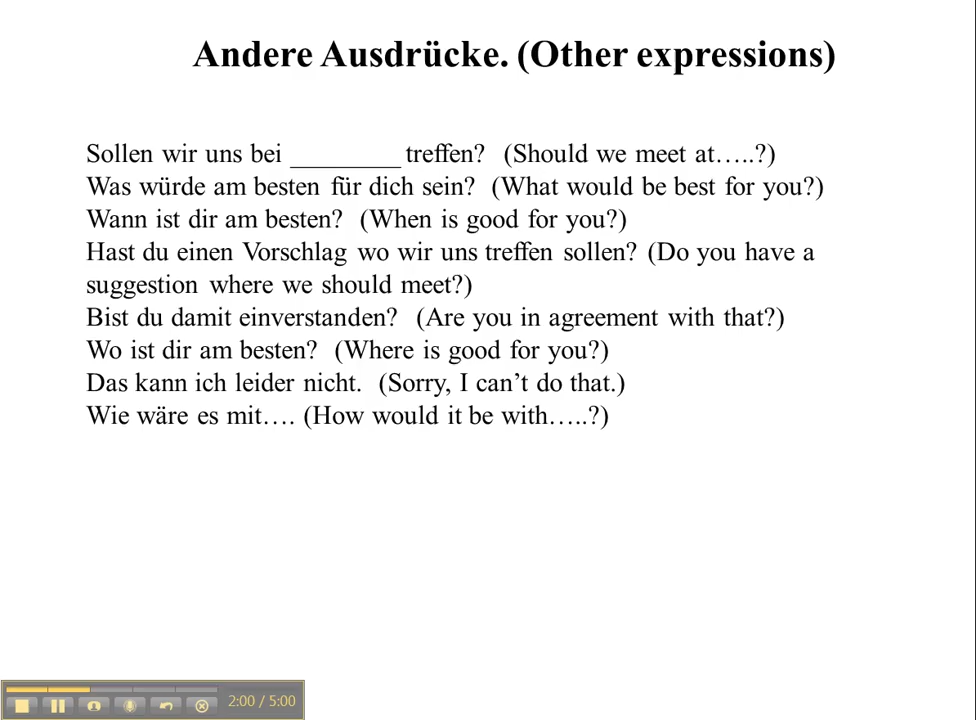 Andere Ausdrücke. (Other expressions)
Sollen wir uns bei ________ treffen? (Should we meet at…..?)
Was würde am besten für dich sein? (What would be best for you?)
Wann ist dir am besten? (When is good for you?)
Hast du einen Vorschlag wo wir uns treffen sollen? (Do you have a
suggestion where we should meet?)
Bist du damit einverstanden? (Are you in agreement with that?)
Wo ist dir am besten? (Where is good for you?)
Das kann ich leider nicht. (Sorry, I can’t do that.)
Wie wäre es mit…. (How would it be with…..?)
2:00 / 5:00